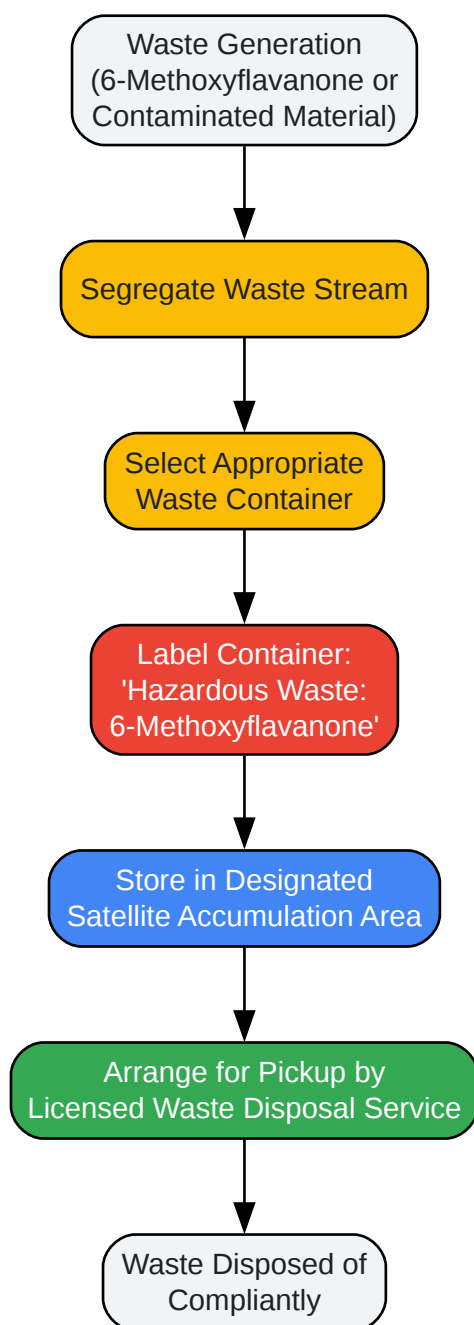 Waste Generation
(6-Methoxyflavanone or
Contaminated Material)
Segregate Waste Stream
Select Appropriate
Waste Container
Label Container:
'Hazardous Waste:
6-Methoxyflavanone'
Store in Designated
Satellite Accumulation Area
Arrange for Pickup by
Licensed Waste Disposal Service
Waste Disposed of
Compliantly